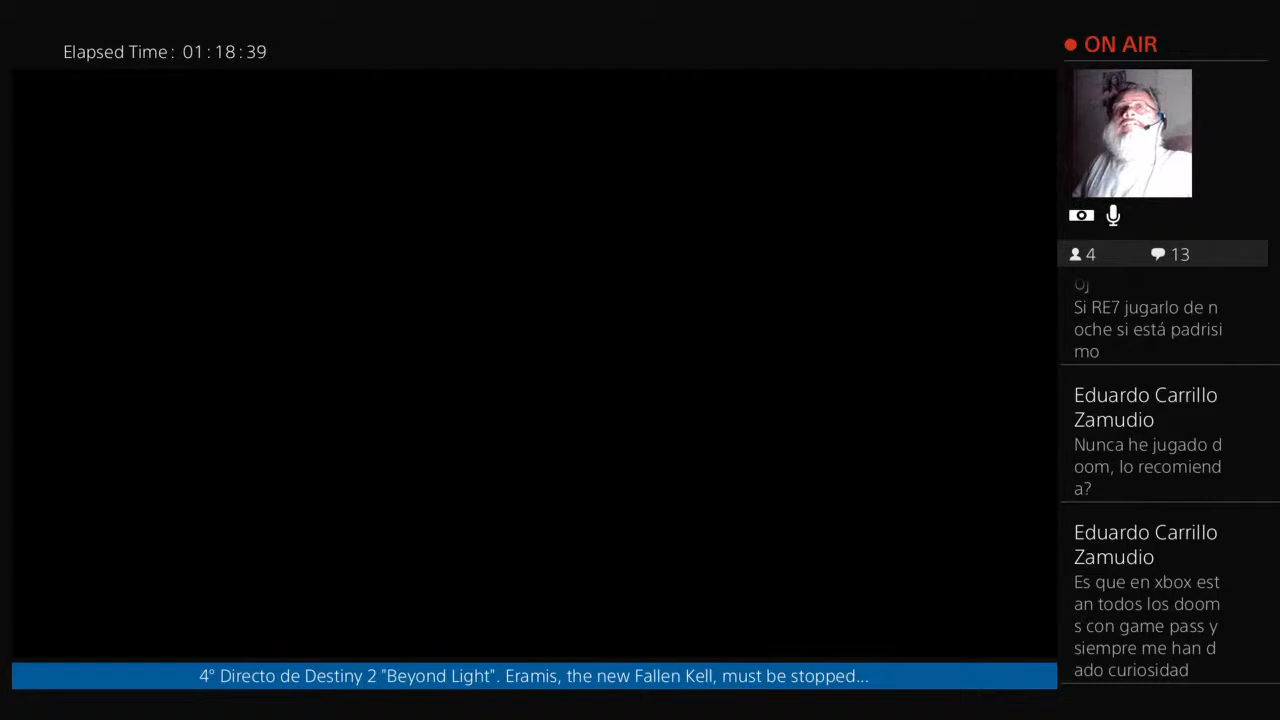 Elapsed Time: 01:18:39
ON AIR
4
13
Si RE7 jugarlo de n
oche si está padrisi
mo
Eduardo Carrillo
Zamudio
Nunca he jugado d
oom, lo recomiend
a?
Eduardo Carrillo
Zamudio
Es que en xbox est
an todos los doom
s con game pass y
siempre me han d
ado curiosidad
4° Directo de Destiny 2 "Beyond Light". Eramis, the new Fallen Kell, must be stopped...